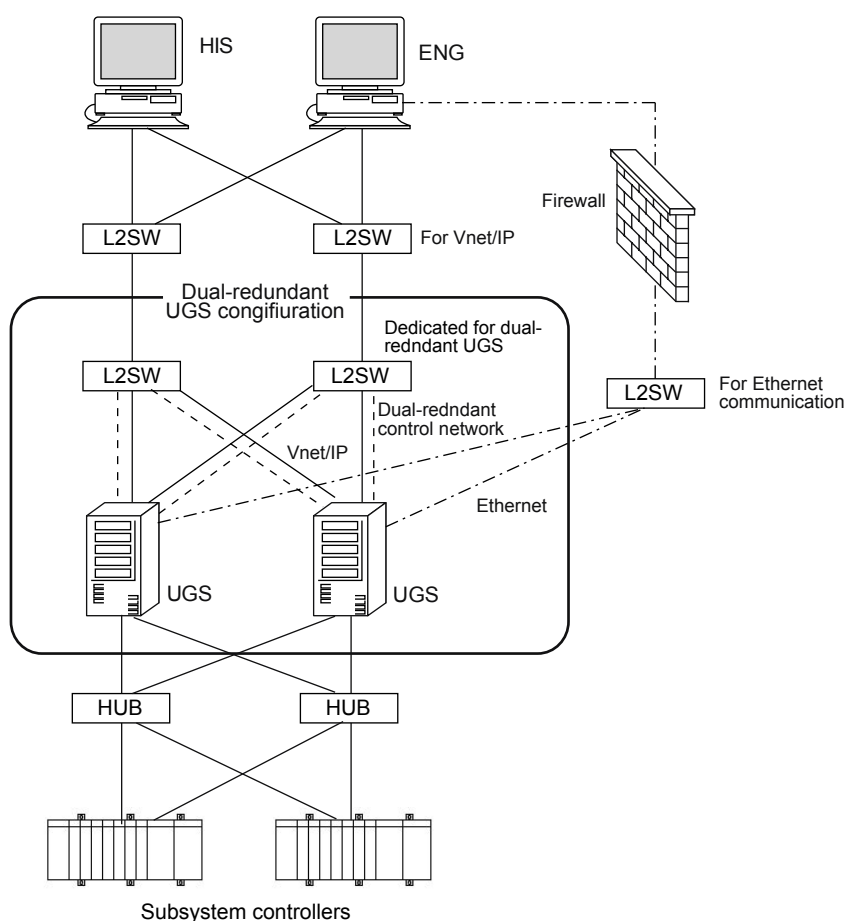 HIS
ENG
Firewall
L2SW
L2SW
For Vnet/IP
Dual-redundant
UGS congifiuration
Dedicated for dual-
redndant UGS
L2SW
L2SW
L2SW
For Ethernet
communication
Dual-redndant
control network
Vnet/IP
Ethernet
UGS
UGS
HUB
HUB
Subsystem controllers